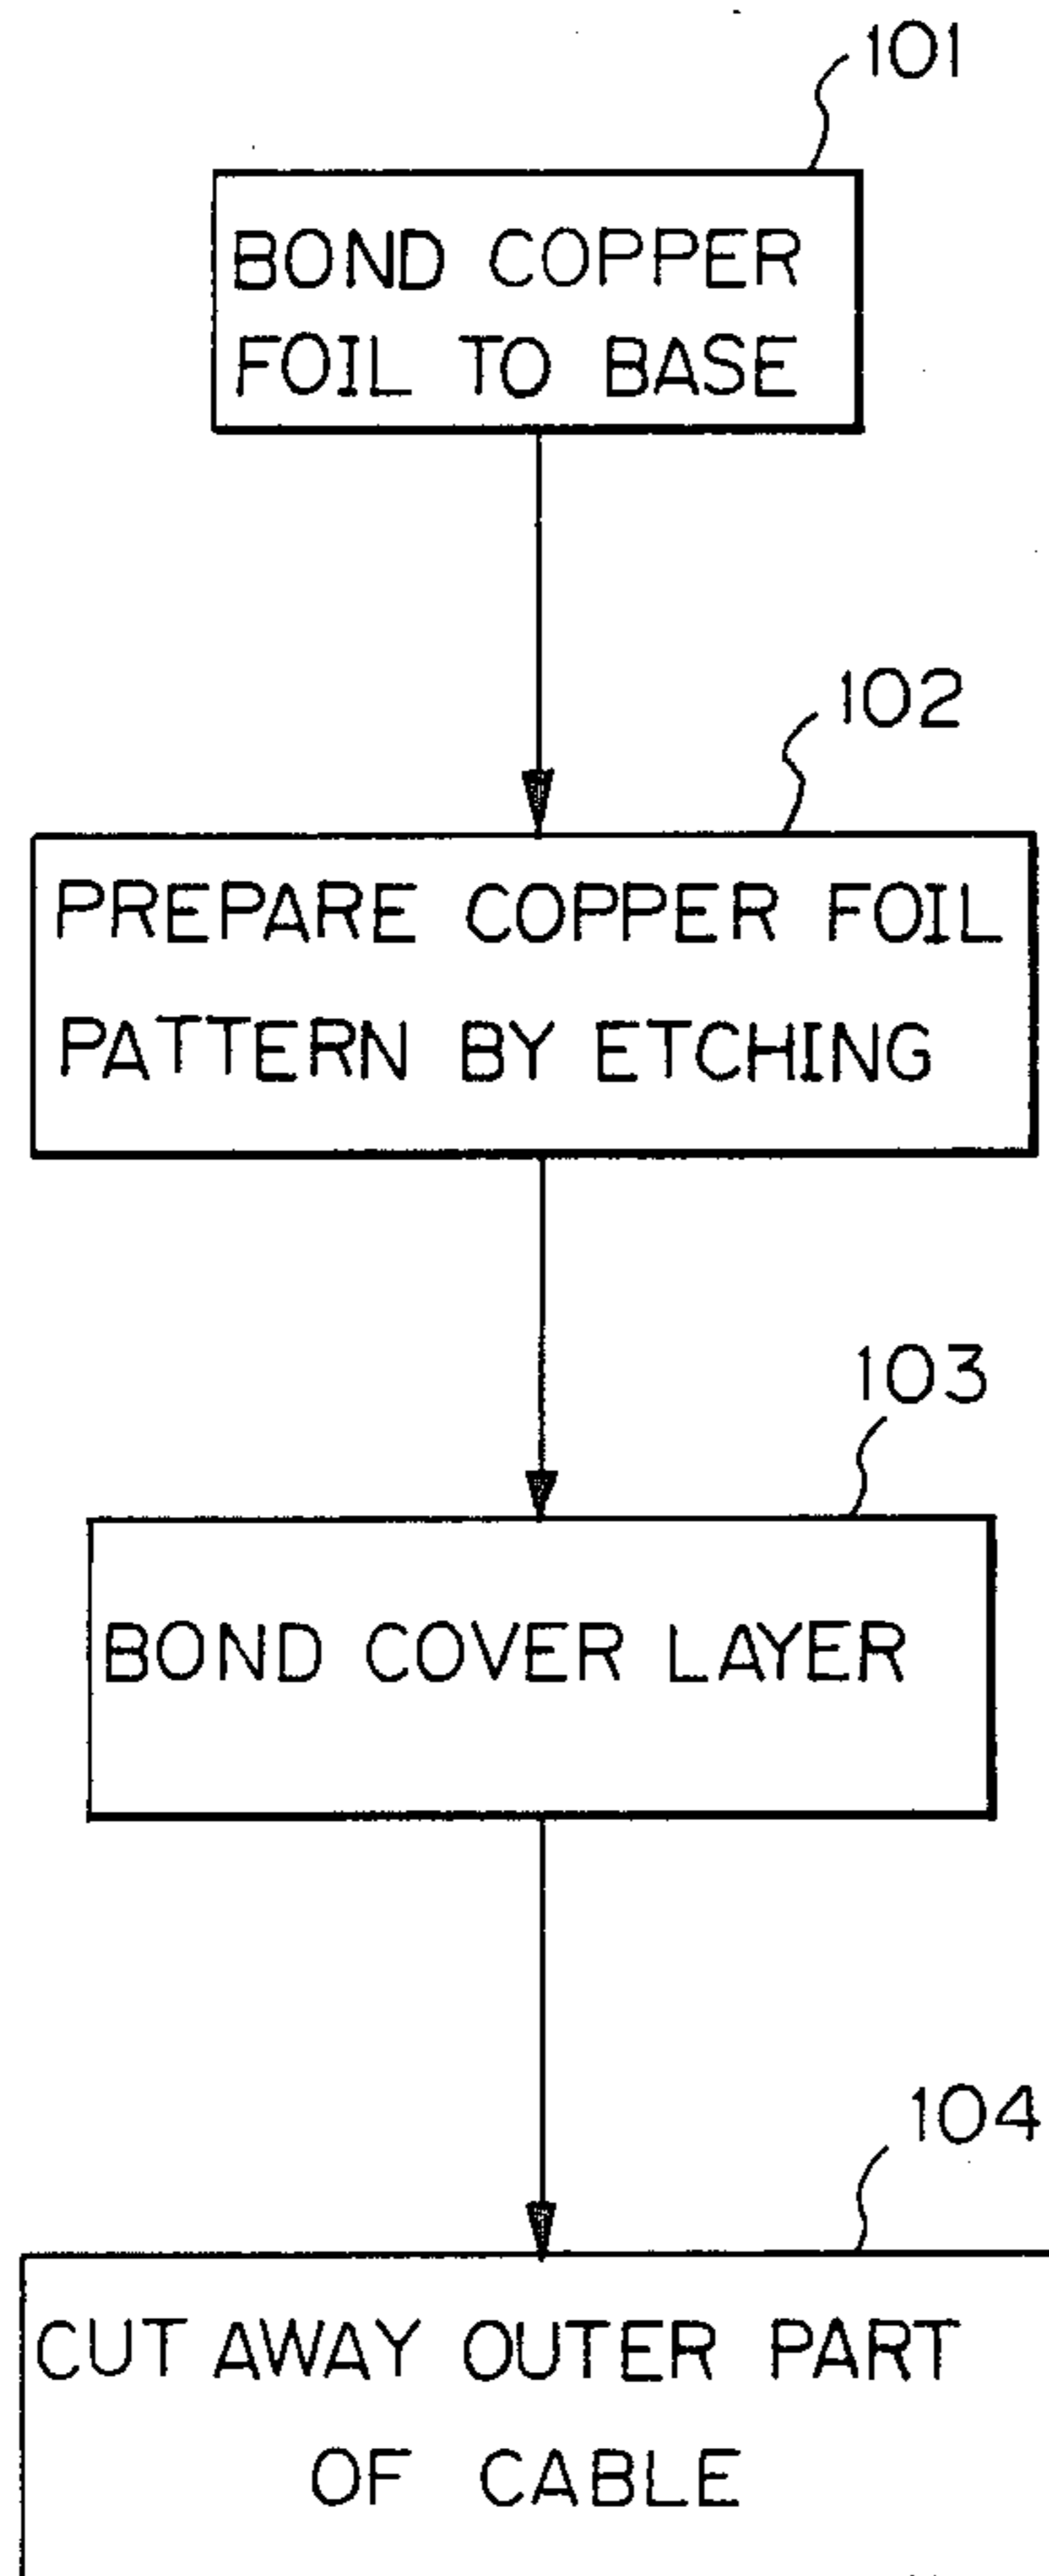 101
BOND COPPER
FOIL TO BASE
102
PREPARE COPPER FOIL
PATTERN BY ETCHING
103
BOND COVER LAYER
104
CUT AWAY OUTER PART
OF CABLE